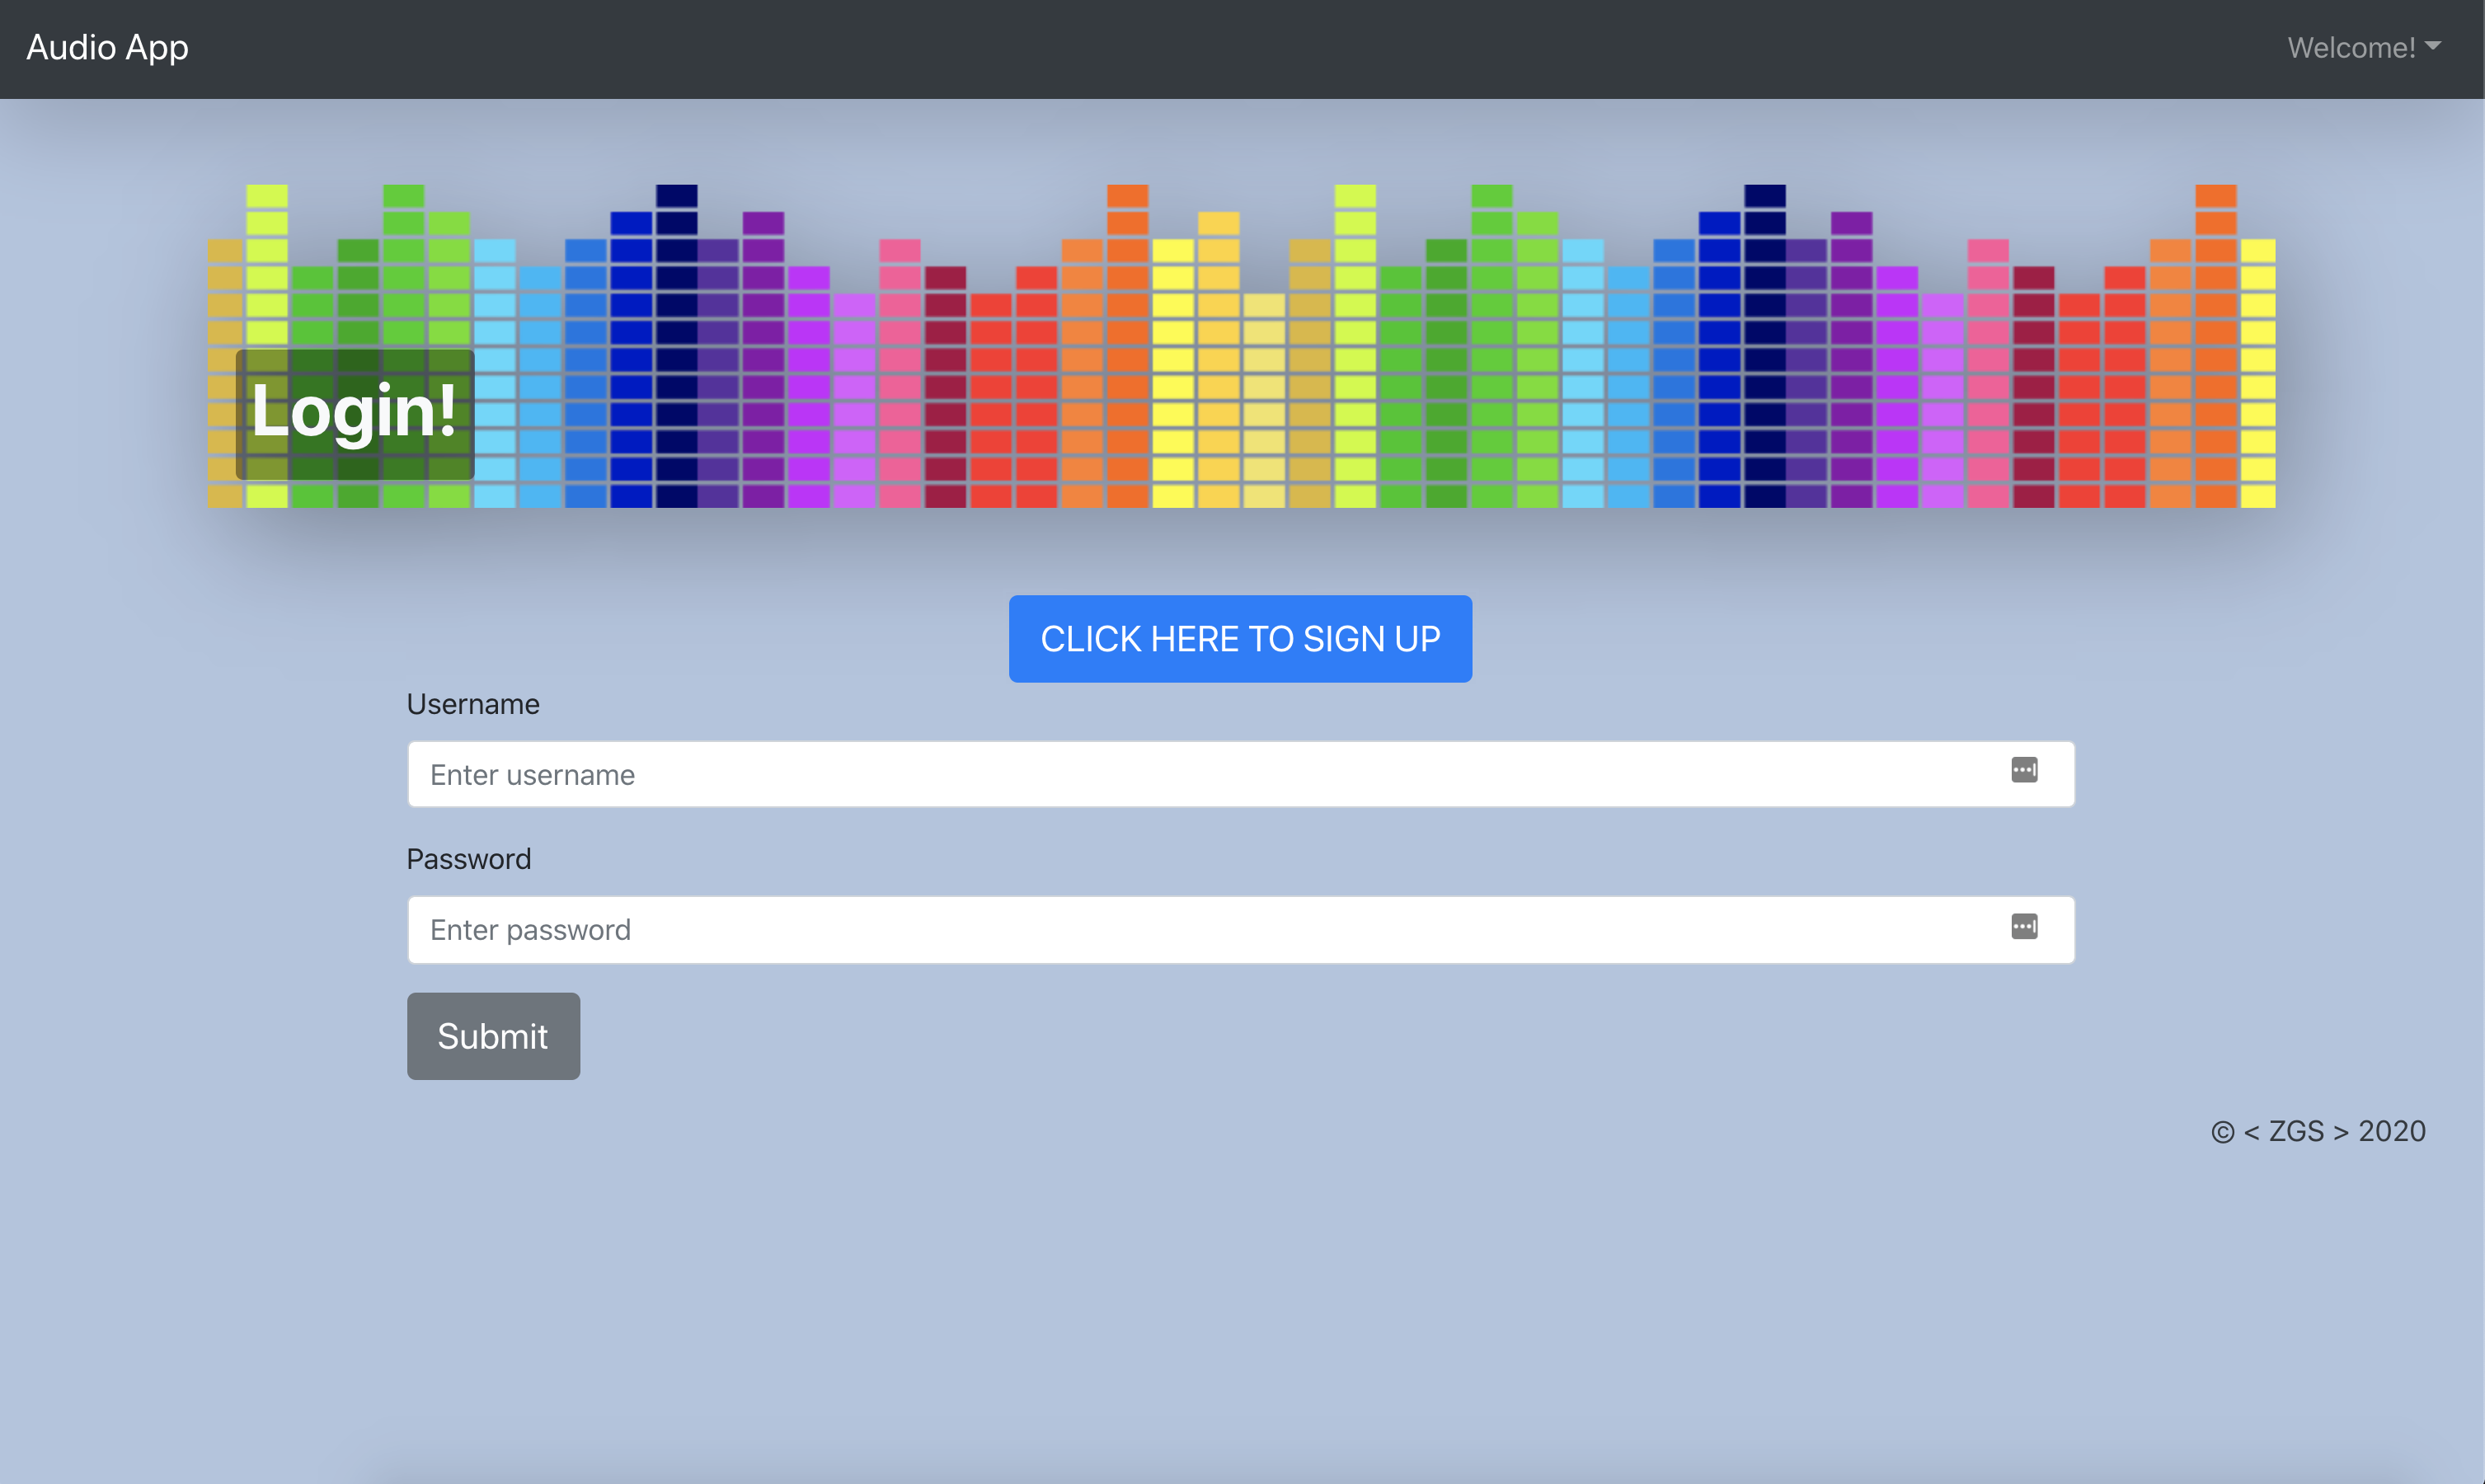 Audio App
Welcome!
Login!
CLICK HERE TO SIGN UP
Username
Enter username
Password
Enter password
Submit
© < ZGS > 2020